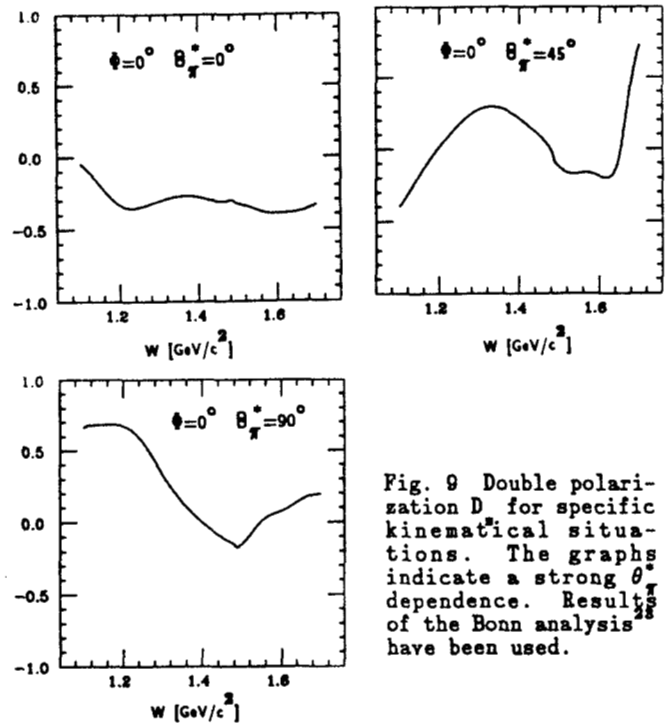 1.0
0.5
0.0
-0.5
-1.0
Φ=0° θ*π=0°
1.2 1.4 1.6
W [GeV/c²]
Φ=0° θ*π=45°
1.2 1.4 1.6
W [GeV/c²]
1.0
0.5
0.0
-0.5
-1.0
Φ=0° θ*π=90°
1.2 1.4 1.6
W [GeV/c²]
Fig. 9 Double polari-
zation D for specific
kinematical situa-
tions. The graphs
indicate a strong θ*π
dependence. Results
of the Bonn analysis
have been used.